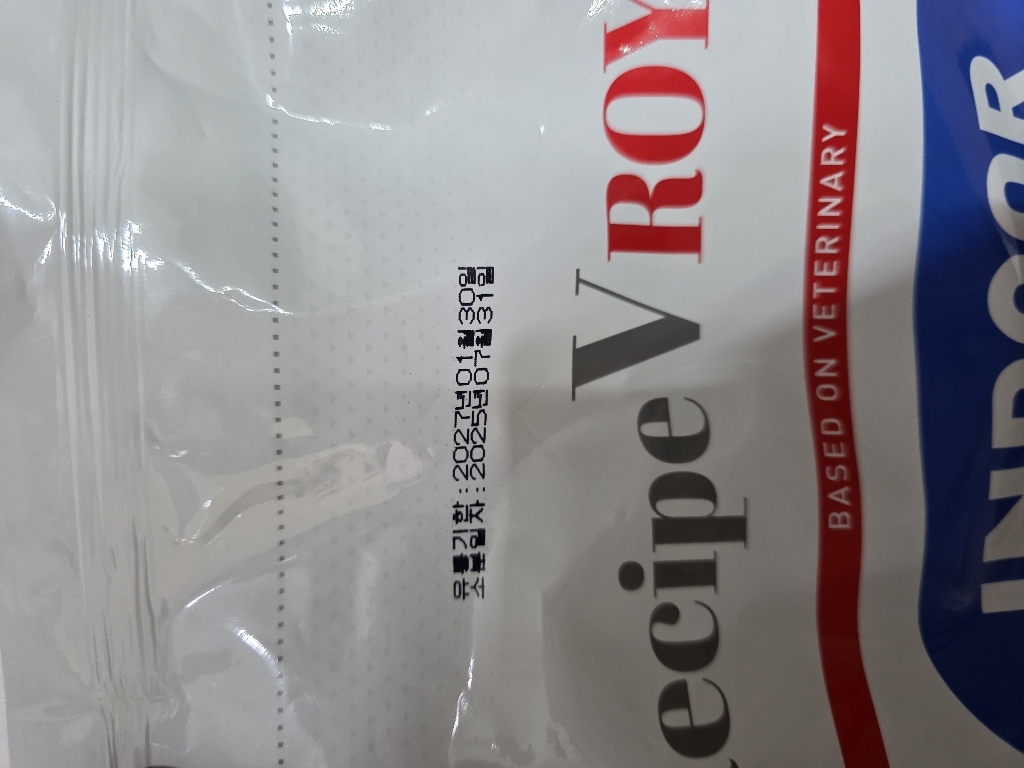 유통기한 : 2027년01월30일
소분일자 : 2025년07월31일
ecipe V ROY
BASED ON VETERINARY
INDOOR